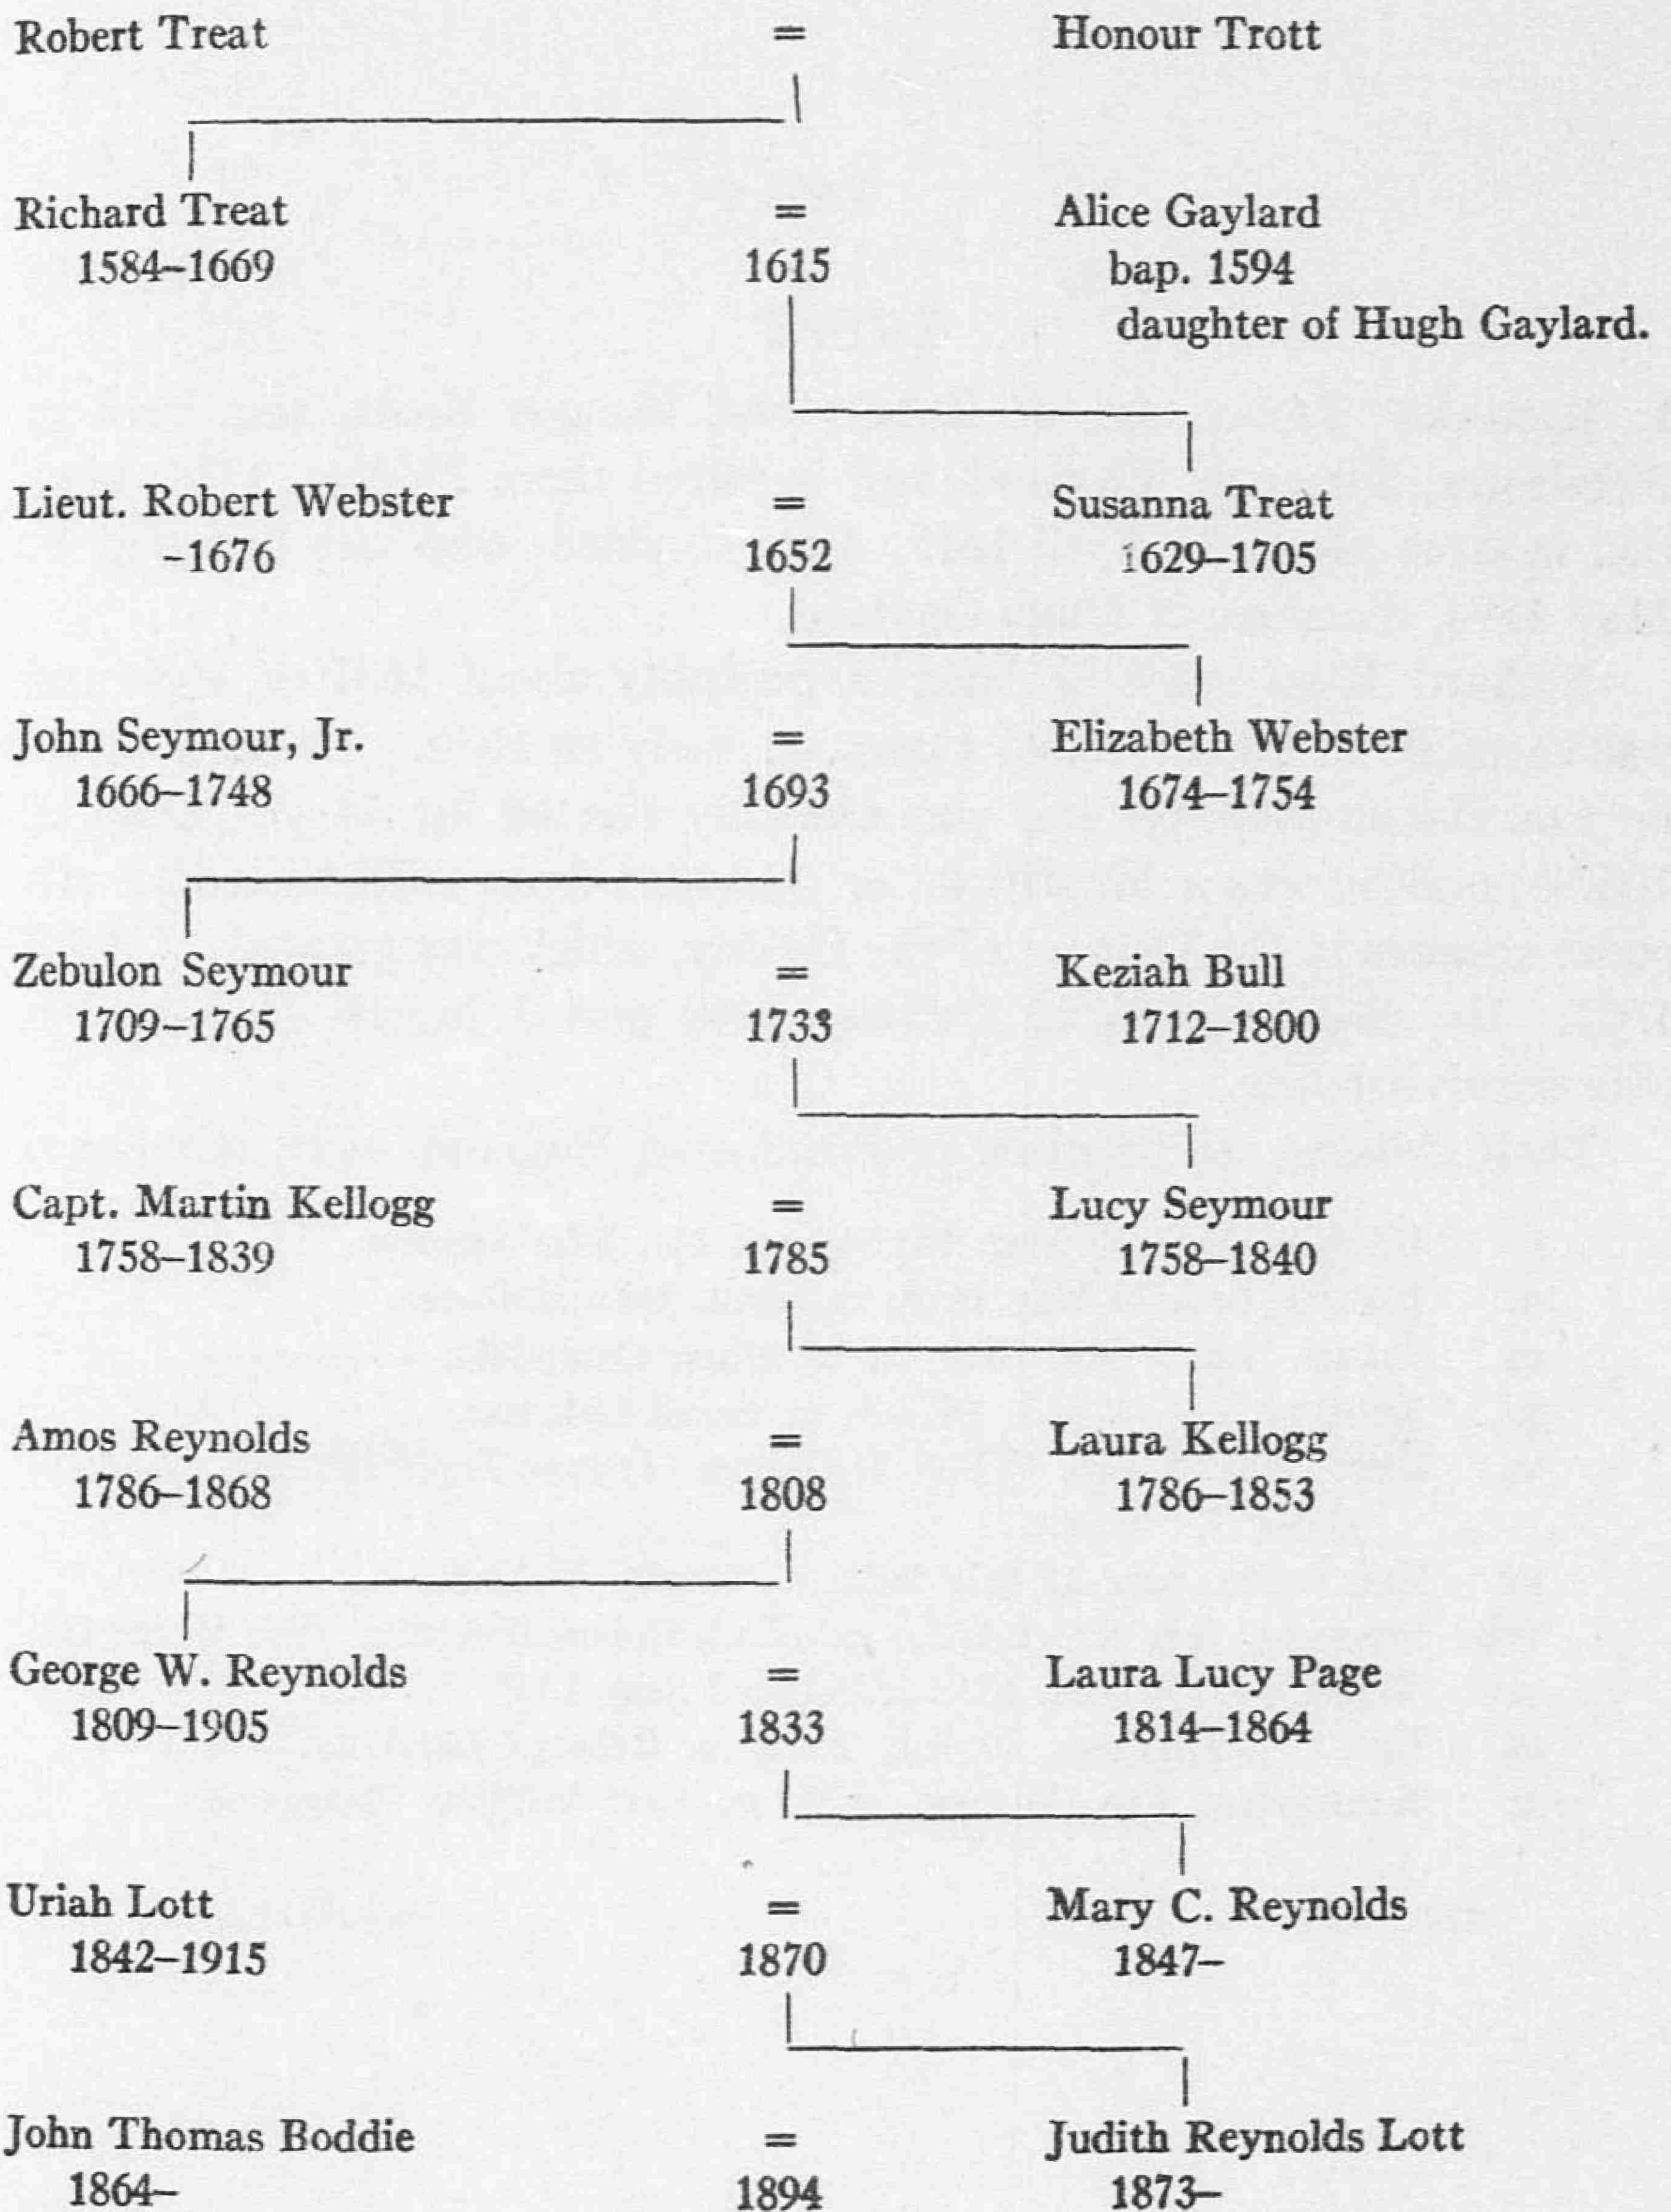 Robert Treat = Honour Trott
Richard Treat = Alice Gaylard
1584–1669 1615 bap. 1594
daughter of Hugh Gaylard.
Lieut. Robert Webster = Susanna Treat
–1676 1652 1629–1705
John Seymour, Jr. = Elizabeth Webster
1666–1748 1693 1674–1754
Zebulon Seymour = Keziah Bull
1709–1765 1733 1712–1800
Capt. Martin Kellogg = Lucy Seymour
1758–1839 1785 1758–1840
Amos Reynolds = Laura Kellogg
1786–1868 1808 1786–1853
George W. Reynolds = Laura Lucy Page
1809–1905 1833 1814–1864
Uriah Lott = Mary C. Reynolds
1842–1915 1870 1847–
John Thomas Boddie = Judith Reynolds Lott
1864– 1894 1873–